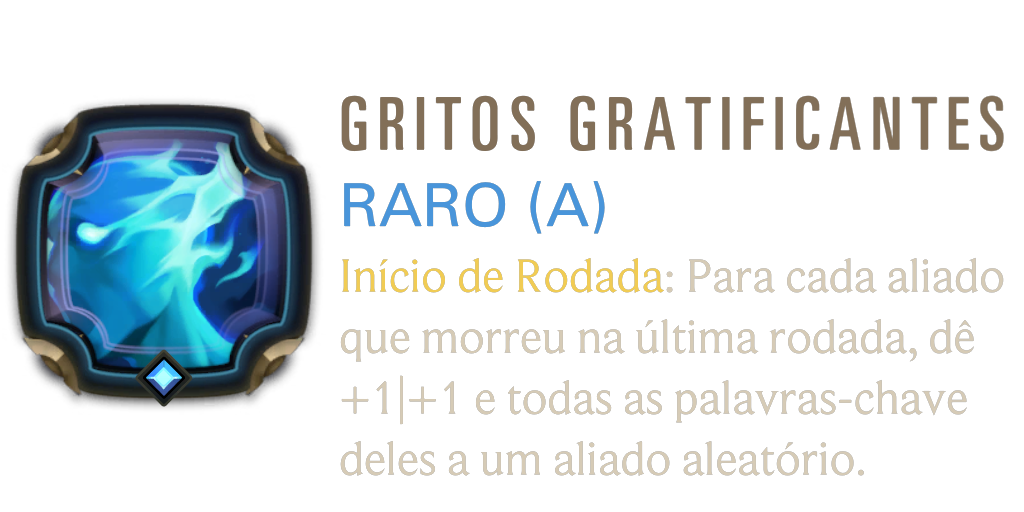 GRITOS GRATIFICANTES
RARO (A)
Início de Rodada: Para cada aliado
que morreu na última rodada, dê
+1|+1 e todas as palavras-chave
deles a um aliado aleatório.